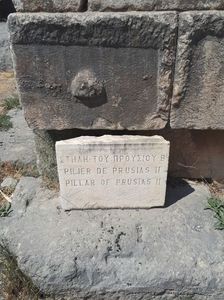 ΣΤΗΛΗ ΤΟΥ ΠΡΟΥΣΙΟΥ Β
PILIER DE PRUSIAS II
PILLAR OF PRUSIAS II